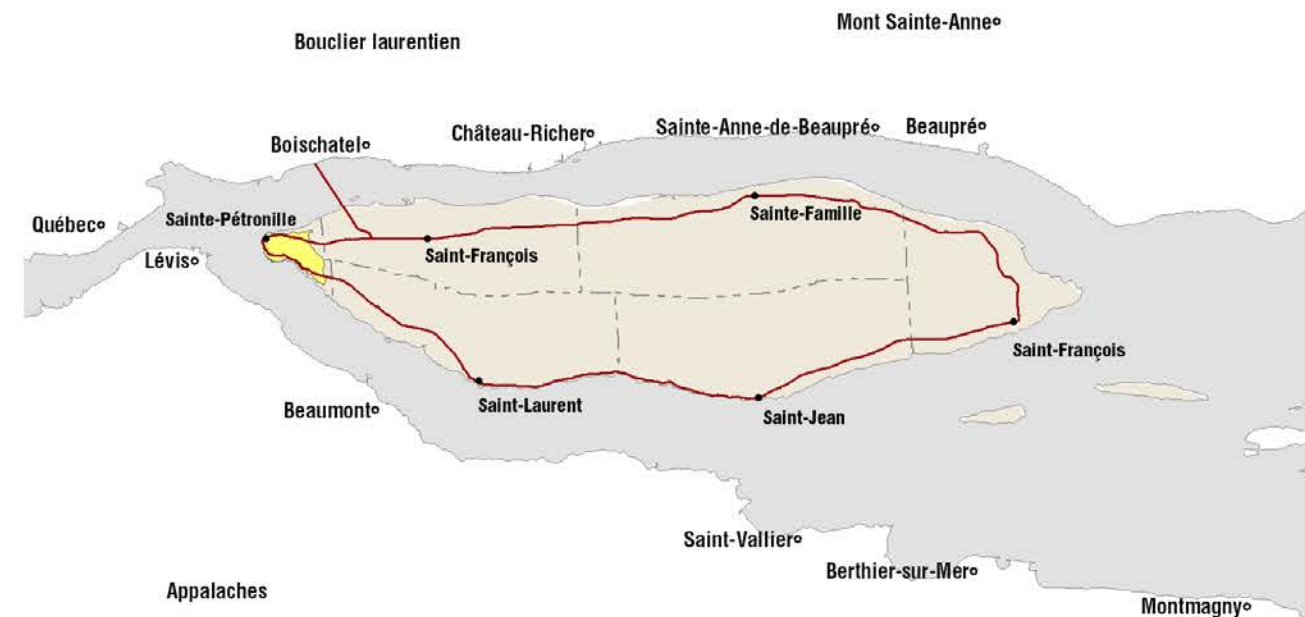 Mont Sainte-Anne
Bouclier laurentien
Château-Richer
Sainte-Anne-de-Beaupré
Beaupré
Boischatel
Québec
Sainte-Pétronille
Sainte-Famille
Lévis
Saint-François
Saint-François
Beaumont
Saint-Laurent
Saint-Jean
Saint-Vallier
Berthier-sur-Mer
Appalaches
Montmagny